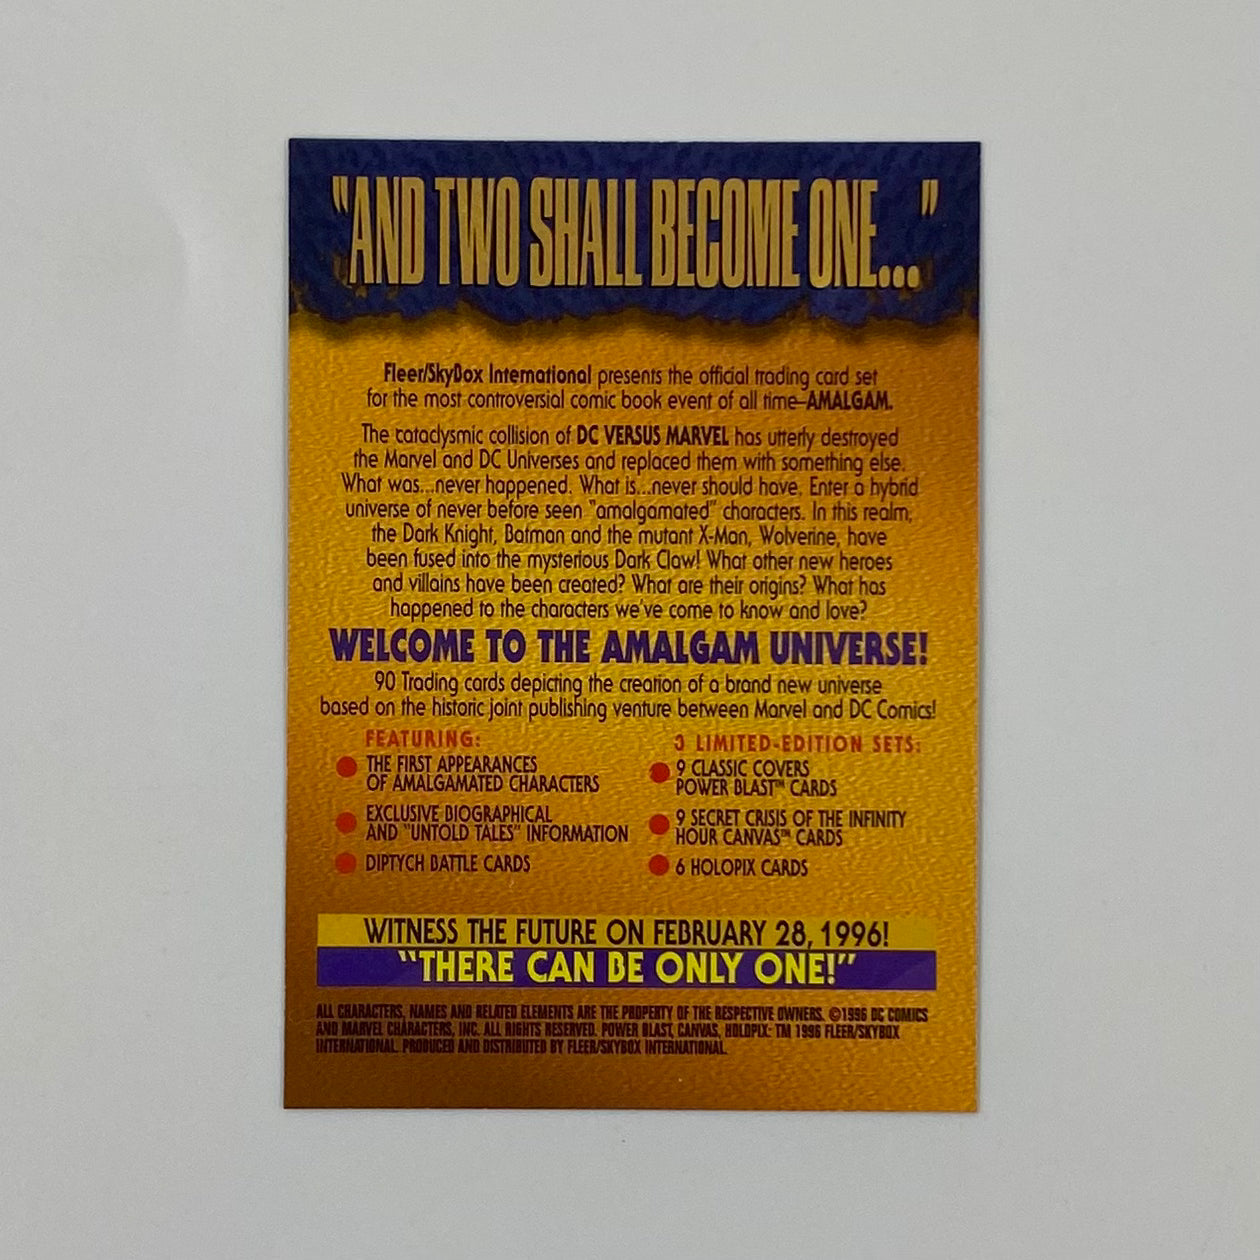 "AND TWO SHALL BECOME ONE..."
Fleer/SkyBox International presents the official trading card set
for the most controversial comic book event of all time–AMALGAM.
The cataclysmic collision of DC VERSUS MARVEL has utterly destroyed
the Marvel and DC Universes and replaced them with something else.
What was...never happened. What is...never should have. Enter a hybrid
universe of never before seen "amalgamated" characters. In this realm,
the Dark Knight, Batman and the mutant X-Man, Wolverine, have
been fused into the mysterious Dark Claw! What other new heroes
and villains have been created? What are their origins? What has
happened to the characters we've come to know and love?
WELCOME TO THE AMALGAM UNIVERSE!
90 Trading cards depicting the creation of a brand new universe
based on the historic joint publishing venture between Marvel and DC Comics!
FEATURING:
THE FIRST APPEARANCES
OF AMALGAMATED CHARACTERS
EXCLUSIVE BIOGRAPHICAL
AND "UNTOLD TALES" INFORMATION
DIPTYCH BATTLE CARDS
3 LIMITED-EDITION SETS:
9 CLASSIC COVERS
POWER BLAST™ CARDS
9 SECRET CRISIS OF THE INFINITY
HOUR CANVAS™ CARDS
6 HOLOPIX CARDS
WITNESS THE FUTURE ON FEBRUARY 28, 1996!
"THERE CAN BE ONLY ONE!"
ALL CHARACTERS, NAMES AND RELATED ELEMENTS ARE THE PROPERTY OF THE RESPECTIVE OWNERS. ©1996 DC COMICS
AND MARVEL CHARACTERS, INC. ALL RIGHTS RESERVED. POWER BLAST, CANVAS, HOLOPIX: TM 1996 FLEER/SKYBOX
INTERNATIONAL. PRODUCED AND DISTRIBUTED BY FLEER/SKYBOX INTERNATIONAL.